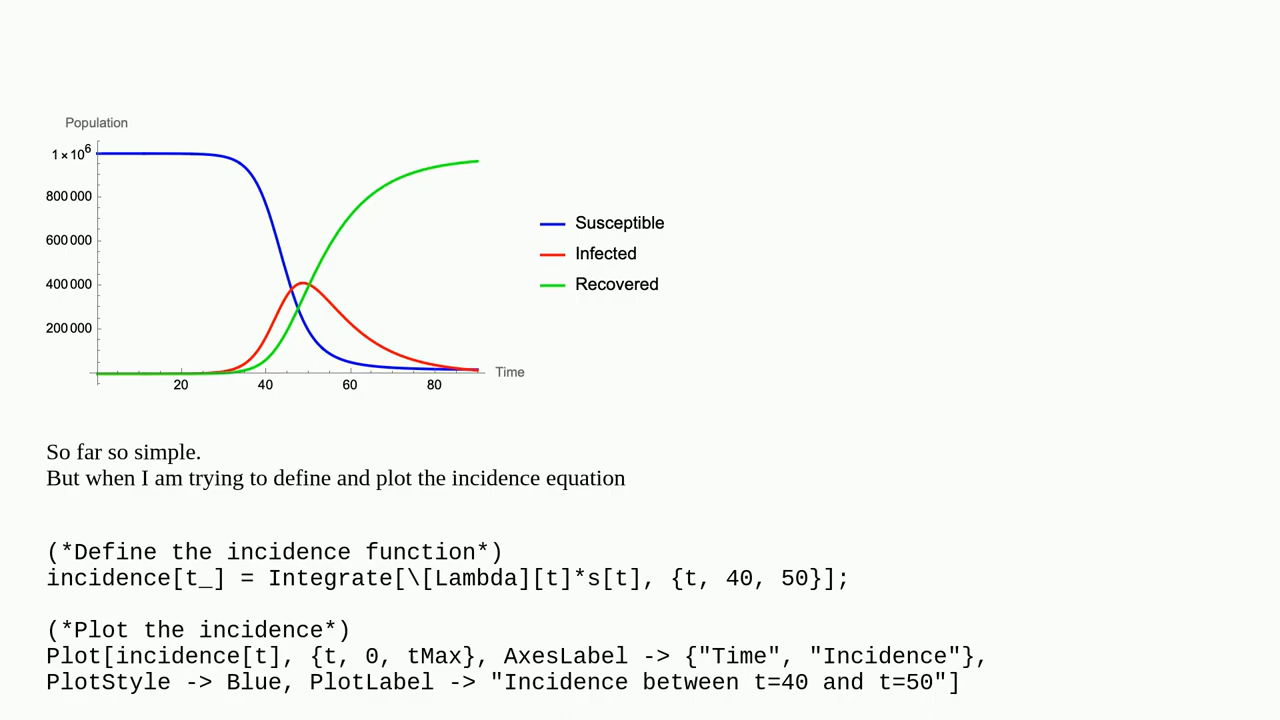 Population
1×10^6
800 000
600 000
400 000
200 000
20 40 60 80
Time
Susceptible
Infected
Recovered
So far so simple.
But when I am trying to define and plot the incidence equation
(*Define the incidence function*)
incidence[t_] = Integrate[\[Lambda][t]*s[t], {t, 40, 50}];
(*Plot the incidence*)
Plot[incidence[t], {t, 0, tMax}, AxesLabel -> {"Time", "Incidence"},
PlotStyle -> Blue, PlotLabel -> "Incidence between t=40 and t=50"]